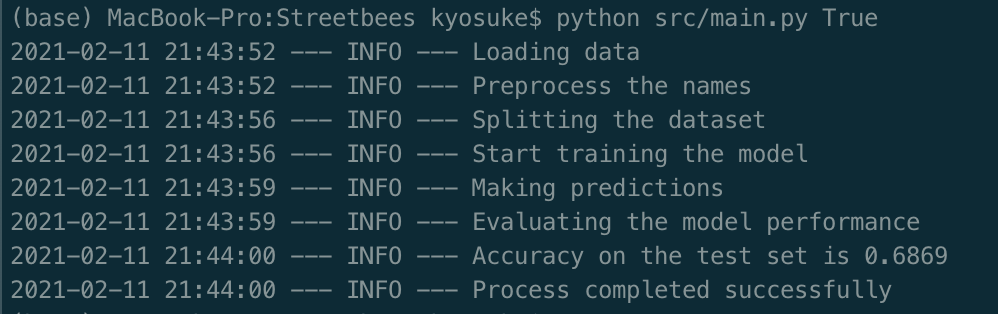 (base) MacBook-Pro:Streetbees kyosuke$ python src/main.py True
2021-02-11 21:43:52 --- INFO --- Loading data
2021-02-11 21:43:52 --- INFO --- Preprocess the names
2021-02-11 21:43:56 --- INFO --- Splitting the dataset
2021-02-11 21:43:56 --- INFO --- Start training the model
2021-02-11 21:43:59 --- INFO --- Making predictions
2021-02-11 21:43:59 --- INFO --- Evaluating the model performance
2021-02-11 21:44:00 --- INFO --- Accuracy on the test set is 0.6869
2021-02-11 21:44:00 --- INFO --- Process completed successfully